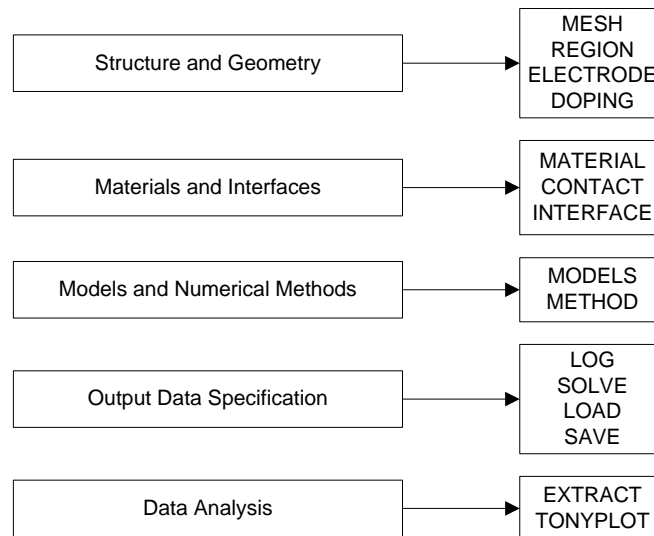 Structure and Geometry
MESH
REGION
ELECTRODE
DOPING
Materials and Interfaces
MATERIAL
CONTACT
INTERFACE
Models and Numerical Methods
MODELS
METHOD
Output Data Specification
LOG
SOLVE
LOAD
SAVE
Data Analysis
EXTRACT
TONYPLOT